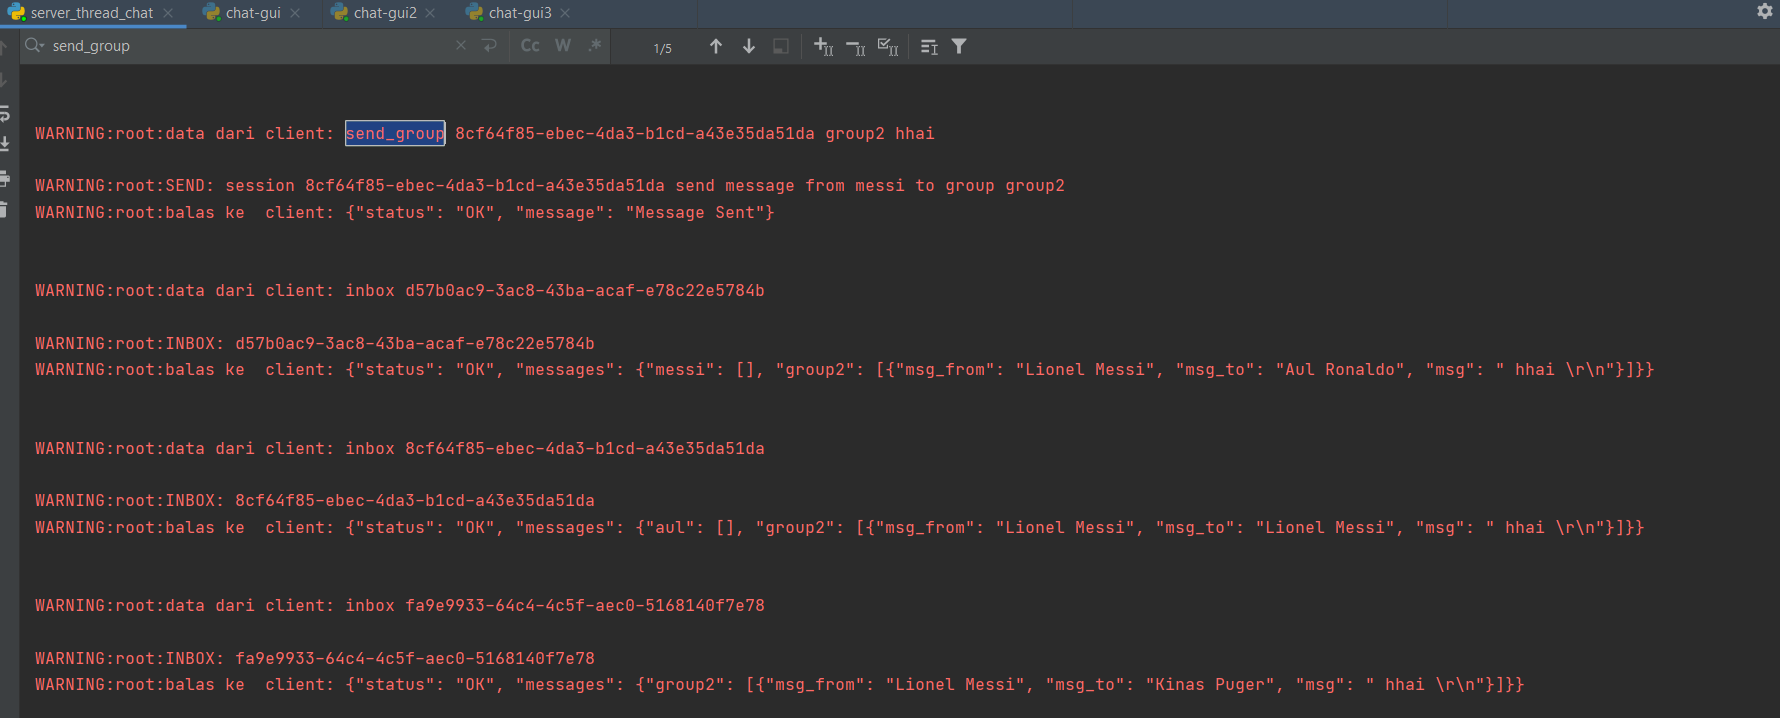 server_thread_chat chat-gui chat-gui2 chat-gui3
send_group Cc W .* 1/5
WARNING:root:data dari client: send_group 8cf64f85-ebec-4da3-b1cd-a43e35da51da group2 hhai
WARNING:root:SEND: session 8cf64f85-ebec-4da3-b1cd-a43e35da51da send message from messi to group group2
WARNING:root:balas ke  client: {"status": "OK", "message": "Message Sent"}
WARNING:root:data dari client: inbox d57b0ac9-3ac8-43ba-acaf-e78c22e5784b
WARNING:root:INBOX: d57b0ac9-3ac8-43ba-acaf-e78c22e5784b
WARNING:root:balas ke  client: {"status": "OK", "messages": {"messi": [], "group2": [{"msg_from": "Lionel Messi", "msg_to": "Aul Ronaldo", "msg": " hhai \r\n"}]}}
WARNING:root:data dari client: inbox 8cf64f85-ebec-4da3-b1cd-a43e35da51da
WARNING:root:INBOX: 8cf64f85-ebec-4da3-b1cd-a43e35da51da
WARNING:root:balas ke  client: {"status": "OK", "messages": {"aul": [], "group2": [{"msg_from": "Lionel Messi", "msg_to": "Lionel Messi", "msg": " hhai \r\n"}]}}
WARNING:root:data dari client: inbox fa9e9933-64c4-4c5f-aec0-5168140f7e78
WARNING:root:INBOX: fa9e9933-64c4-4c5f-aec0-5168140f7e78
WARNING:root:balas ke  client: {"status": "OK", "messages": {"group2": [{"msg_from": "Lionel Messi", "msg_to": "Kinas Puger", "msg": " hhai \r\n"}]}}